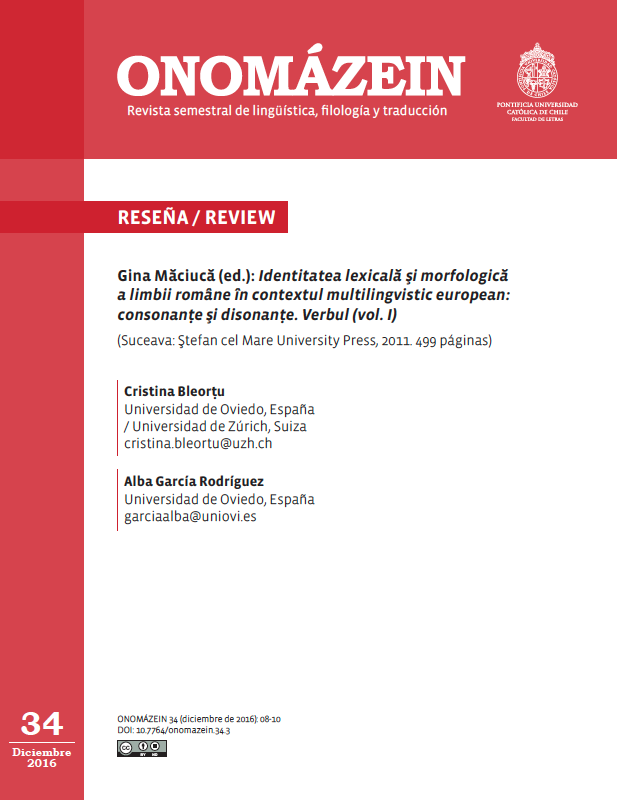 ONOMÁZEIN
Revista semestral de lingüística, filología y traducción
PONTIFICIA UNIVERSIDAD
CATÓLICA DE CHILE
FACULTAD DE LETRAS
RESEÑA / REVIEW
Gina Măciucă (ed.): Identitatea lexicală şi morfologică
a limbii române în contextul multilingvistic european:
consonanţe şi disonanţe. Verbul (vol. I)
(Suceava: Ştefan cel Mare University Press, 2011. 499 páginas)
Cristina Bleorţu
Universidad de Oviedo, España
/ Universidad de Zúrich, Suiza
cristina.bleortu@uzh.ch
Alba García Rodríguez
Universidad de Oviedo, España
garciaalba@uniovi.es
34
Diciembre
2016
ONOMÁZEIN 34 (diciembre de 2016): 08-10
DOI: 10.7764/onomazein.34.3
cc
BY ND